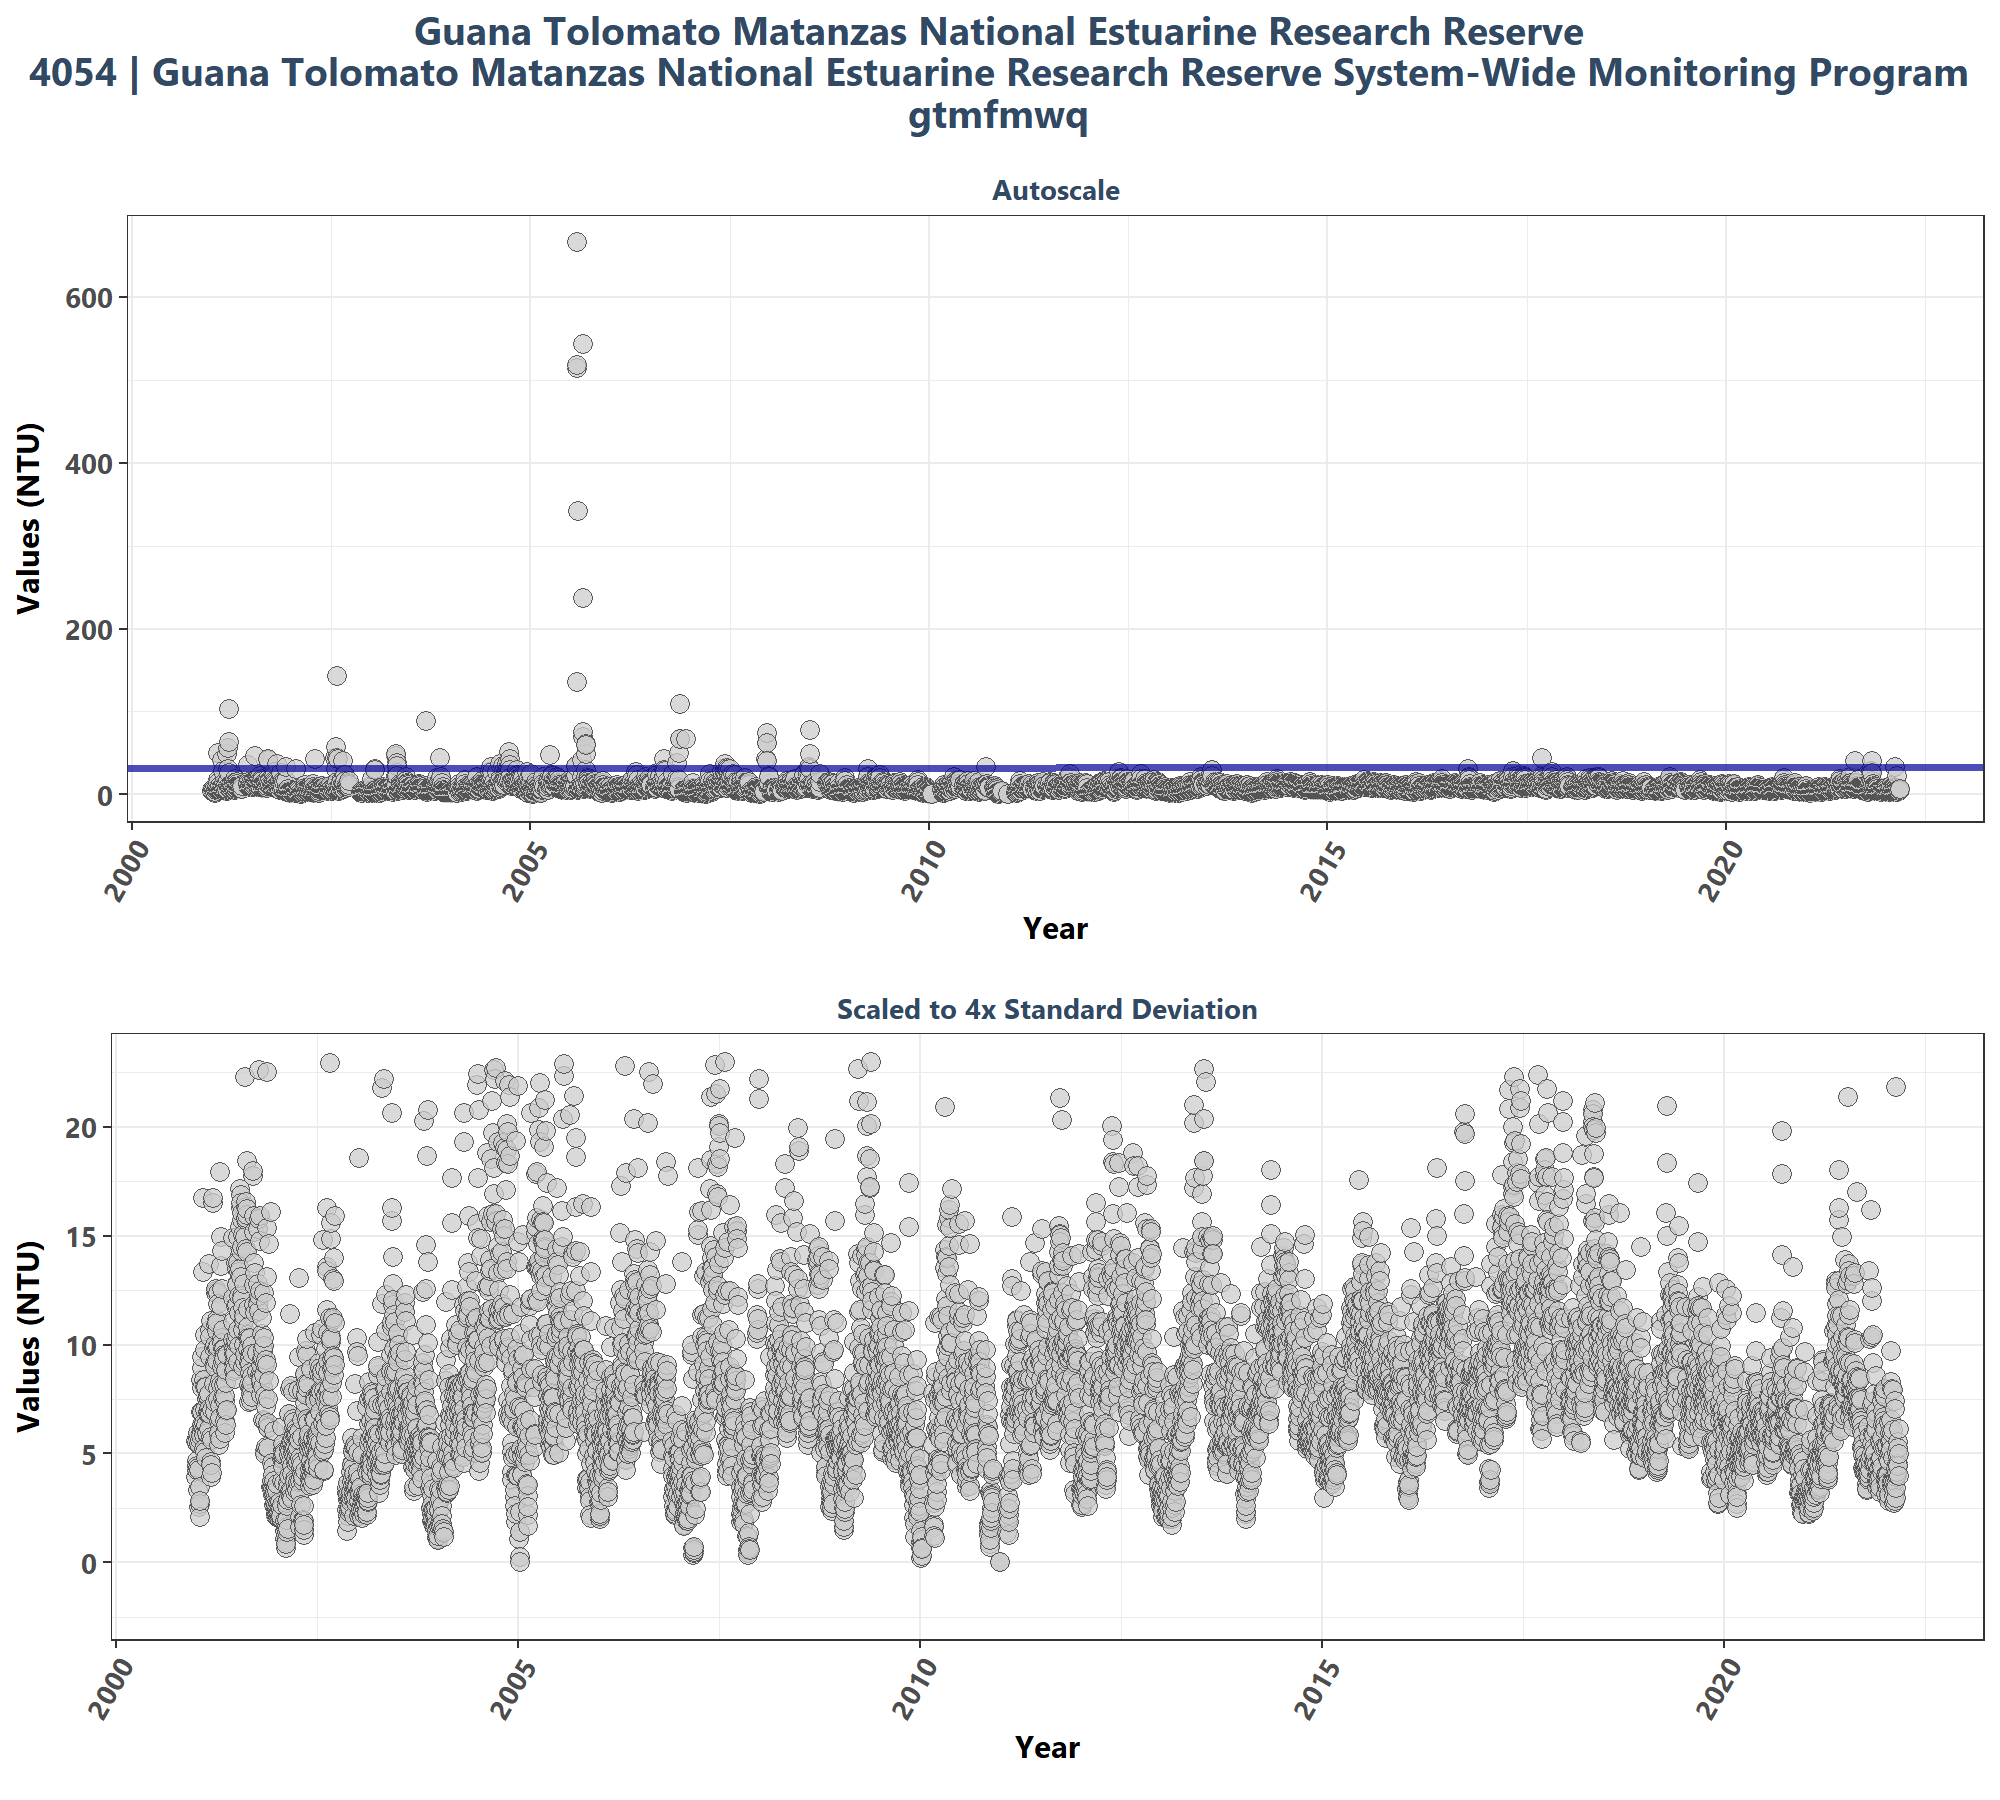 Guana Tolomato Matanzas National Estuarine Research Reserve
4054 | Guana Tolomato Matanzas National Estuarine Research Reserve System-Wide Monitoring Program
gtmfmwq
Autoscale
Values (NTU)
600
400
200
0
2000 2005 2010 2015 2020
Year
Scaled to 4x Standard Deviation
Values (NTU)
20
15
10
5
0
2000 2005 2010 2015 2020
Year